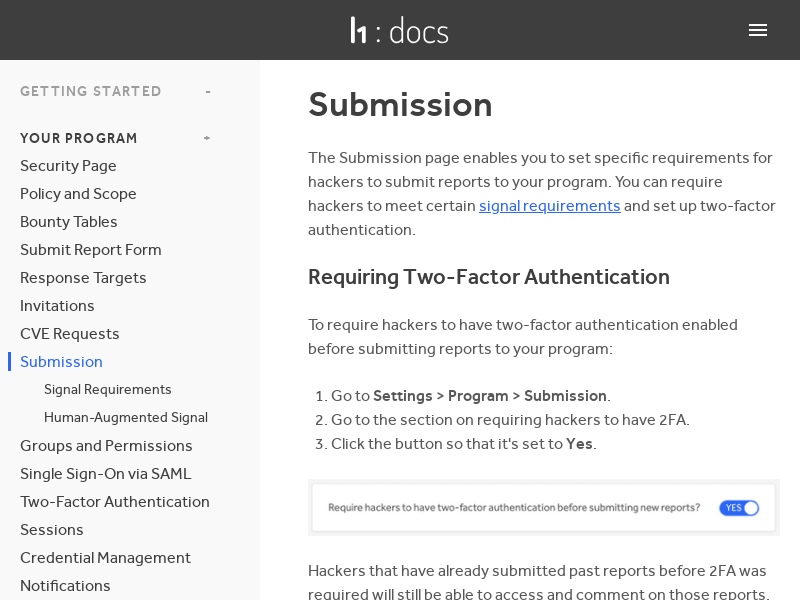 h1 : docs
GETTING STARTED -
YOUR PROGRAM +
Security Page
Policy and Scope
Bounty Tables
Submit Report Form
Response Targets
Invitations
CVE Requests
Submission
Signal Requirements
Human-Augmented Signal
Groups and Permissions
Single Sign-On via SAML
Two-Factor Authentication
Sessions
Credential Management
Notifications
Submission
The Submission page enables you to set specific requirements for
hackers to submit reports to your program. You can require
hackers to meet certain signal requirements and set up two-factor
authentication.
Requiring Two-Factor Authentication
To require hackers to have two-factor authentication enabled
before submitting reports to your program:
1. Go to Settings > Program > Submission.
2. Go to the section on requiring hackers to have 2FA.
3. Click the button so that it's set to Yes.
Require hackers to have two-factor authentication before submitting new reports? YES
Hackers that have already submitted past reports before 2FA was
required will still be able to access and comment on those reports.